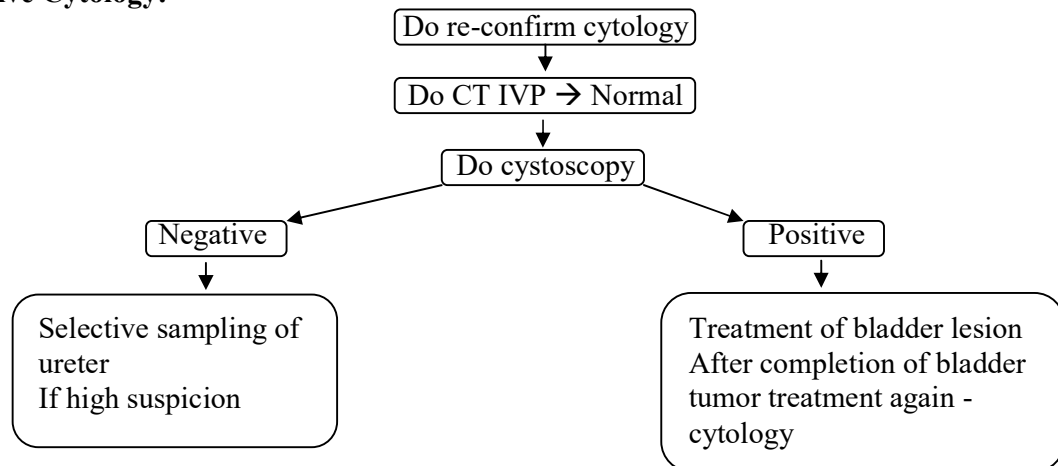 Cytology:
Do re-confirm cytology
Do CT IVP → Normal
Do cystoscopy
Negative
Positive
Selective sampling of
ureter
If high suspicion
Treatment of bladder lesion
After completion of bladder
tumor treatment again -
cytology